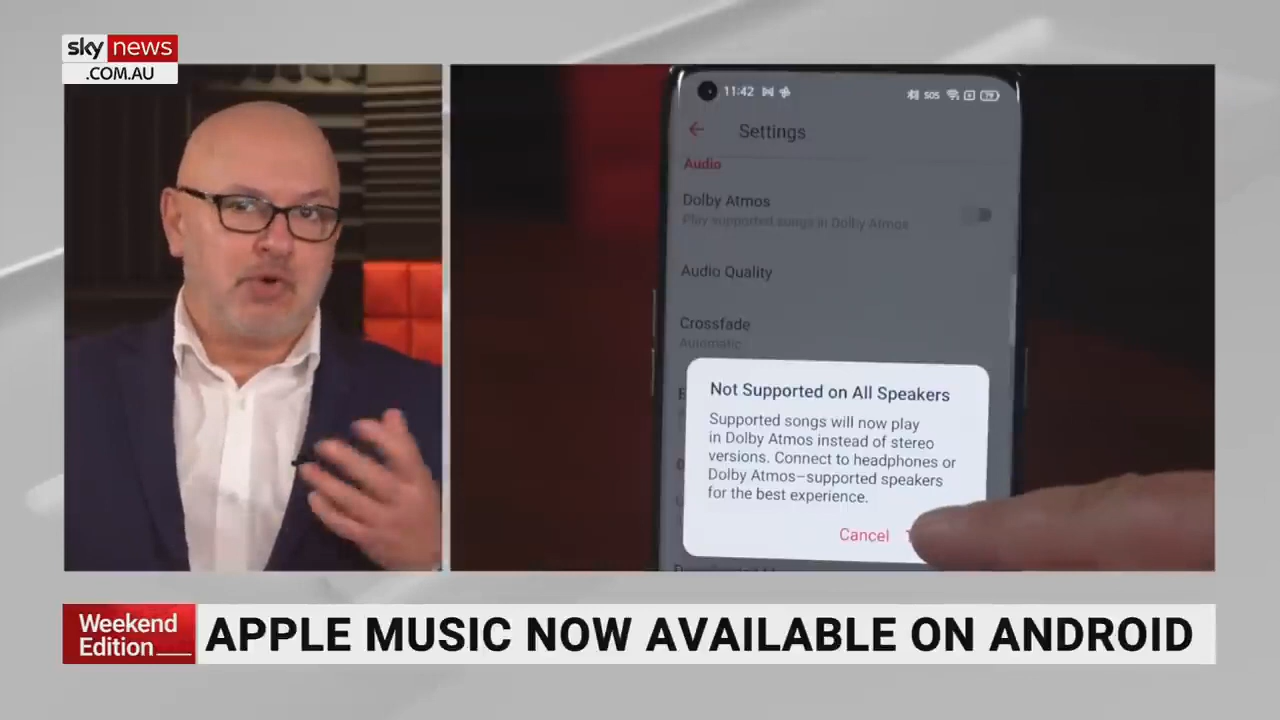 sky news
.COM.AU
11:42
SOS
79
Settings
Audio
Dolby Atmos
Play supported songs in Dolby Atmos
Audio Quality
Crossfade
Automatic
Not Supported on All Speakers
Supported songs will now play
in Dolby Atmos instead of stereo
versions. Connect to headphones or
Dolby Atmos–supported speakers
for the best experience.
Cancel
Weekend
Edition
APPLE MUSIC NOW AVAILABLE ON ANDROID